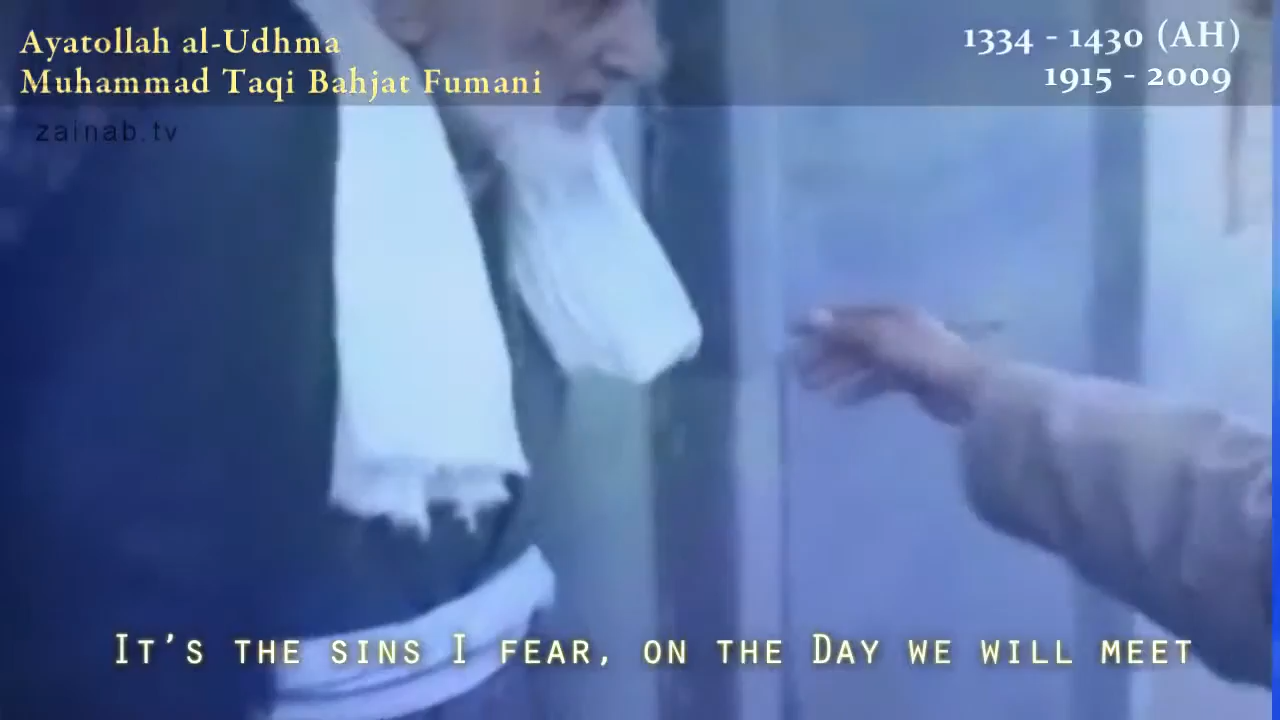 Ayatollah al-Udhma
Muhammad Taqi Bahjat Fumani
1334 - 1430 (AH)
1915 - 2009
zainab.tv
It's the sins I fear, on the Day we will meet